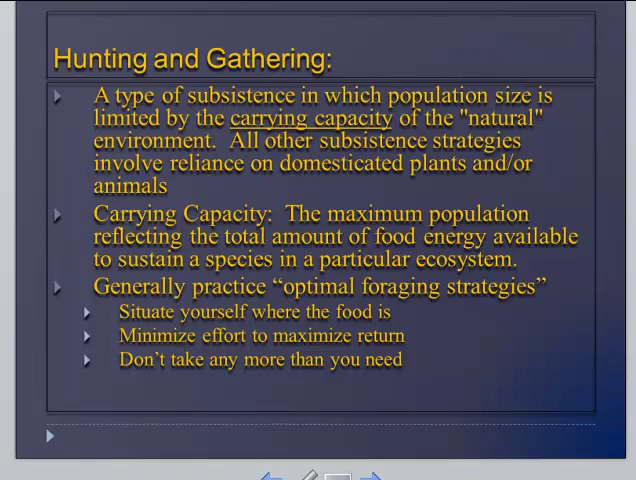 Hunting and Gathering:
A type of subsistence in which population size is
limited by the carrying capacity of the "natural"
environment.  All other subsistence strategies
involve reliance on domesticated plants and/or
animals
Carrying Capacity:  The maximum population
reflecting the total amount of food energy available
to sustain a species in a particular ecosystem.
Generally practice “optimal foraging strategies”
Situate yourself where the food is
Minimize effort to maximize return
Don’t take any more than you need